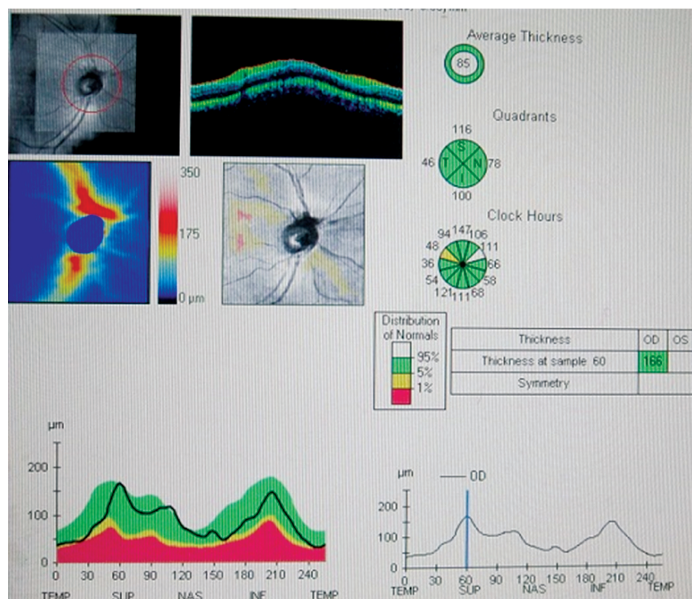 Average Thickness
85
Quadrants
116
S
46 T N 78
I
100
350
175
0 µm
Clock Hours
94 147 106
48 111
36 66
54 58
121 111 68
Distribution
of Normals
95%
5%
1%
Thickness OD OS
Thickness at sample 60 166
Symmetry
µm
200
100
0
0 30 60 90 120 150 180 210 240
TEMP SUP NAS INF TEMP
µm OD
200
100
0
0 30 60 90 120 150 180 210 240
TEMP SUP NAS INF TEMP